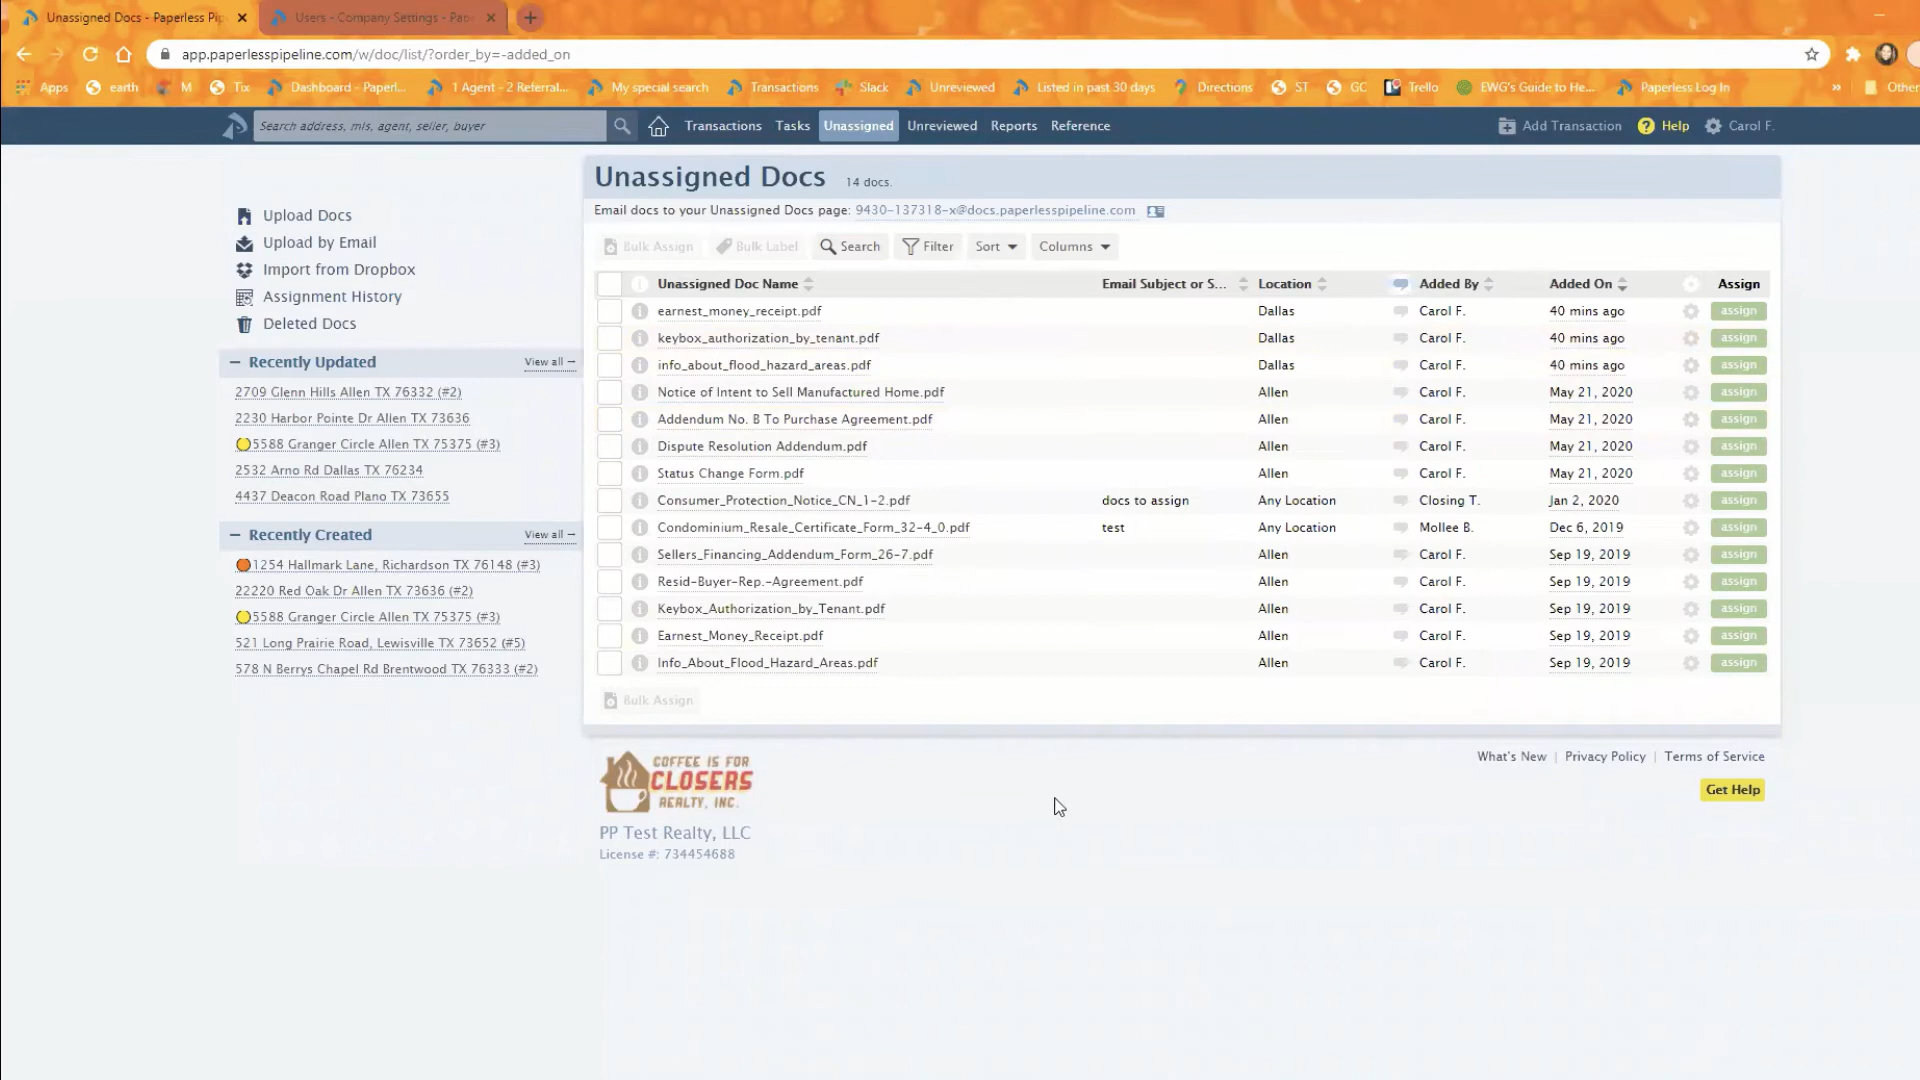 Unassigned Docs - Paperless Pip
Users - Company Settings - Pap
app.paperlesspipeline.com/w/doc/list/?order_by=-added_on
Apps earth M Tix Dashboard - Paperl... 1 Agent - 2 Referral... My special search Transactions Slack Unreviewed Listed in past 30 days Directions ST GC Trello EWG's Guide to He... Paperless Log In » Other
Search address, mls, agent, seller, buyer Transactions Tasks Unassigned Unreviewed Reports Reference Add Transaction ? Help Carol F.
Upload Docs
Upload by Email
Import from Dropbox
Assignment History
Deleted Docs
Recently Updated View all →
2709 Glenn Hills Allen TX 76332 (#2)
2230 Harbor Pointe Dr Allen TX 73636
5588 Granger Circle Allen TX 75375 (#3)
2532 Arno Rd Dallas TX 76234
4437 Deacon Road Plano TX 73655
Recently Created View all →
1254 Hallmark Lane, Richardson TX 76148 (#3)
22220 Red Oak Dr Allen TX 73636 (#2)
5588 Granger Circle Allen TX 75375 (#3)
521 Long Prairie Road, Lewisville TX 73652 (#5)
578 N Berrys Chapel Rd Brentwood TX 76333 (#2)
Unassigned Docs 14 docs.
Email docs to your Unassigned Docs page: 9430-137318-x@docs.paperlesspipeline.com
Bulk Assign Bulk Label Search Filter Sort Columns
Unassigned Doc Name Email Subject or S... Location Added By Added On Assign
earnest_money_receipt.pdf Dallas Carol F. 40 mins ago assign
keybox_authorization_by_tenant.pdf Dallas Carol F. 40 mins ago assign
info_about_flood_hazard_areas.pdf Dallas Carol F. 40 mins ago assign
Notice of Intent to Sell Manufactured Home.pdf Allen Carol F. May 21, 2020 assign
Addendum No. B To Purchase Agreement.pdf Allen Carol F. May 21, 2020 assign
Dispute Resolution Addendum.pdf Allen Carol F. May 21, 2020 assign
Status Change Form.pdf Allen Carol F. May 21, 2020 assign
Consumer_Protection_Notice_CN_1-2.pdf docs to assign Any Location Closing T. Jan 2, 2020 assign
Condominium_Resale_Certificate_Form_32-4_0.pdf test Any Location Mollee B. Dec 6, 2019 assign
Sellers_Financing_Addendum_Form_26-7.pdf Allen Carol F. Sep 19, 2019 assign
Resid-Buyer-Rep.-Agreement.pdf Allen Carol F. Sep 19, 2019 assign
Keybox_Authorization_by_Tenant.pdf Allen Carol F. Sep 19, 2019 assign
Earnest_Money_Receipt.pdf Allen Carol F. Sep 19, 2019 assign
Info_About_Flood_Hazard_Areas.pdf Allen Carol F. Sep 19, 2019 assign
Bulk Assign
COFFEE IS FOR
CLOSERS
REALTY, INC.
PP Test Realty, LLC
License #: 734454688
What's New | Privacy Policy | Terms of Service
Get Help